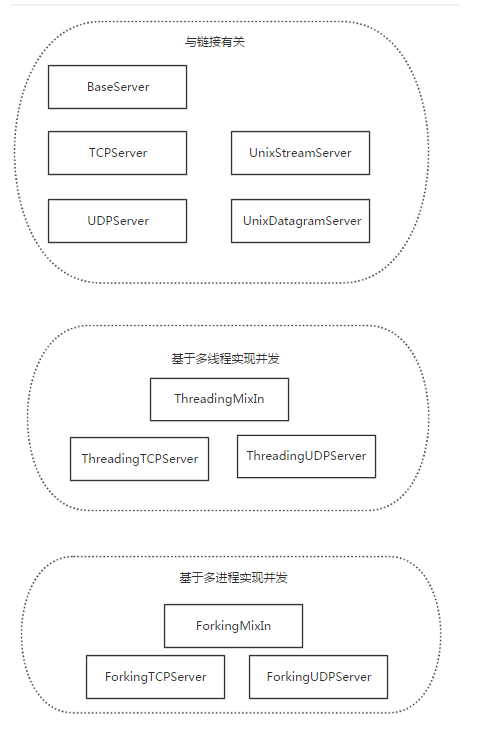 与链接有关
BaseServer
TCPServer
UnixStreamServer
UDPServer
UnixDatagramServer
基于多线程实现并发
ThreadingMixIn
ThreadingTCPServer
ThreadingUDPServer
基于多进程实现并发
ForkingMixIn
ForkingTCPServer
ForkingUDPServer